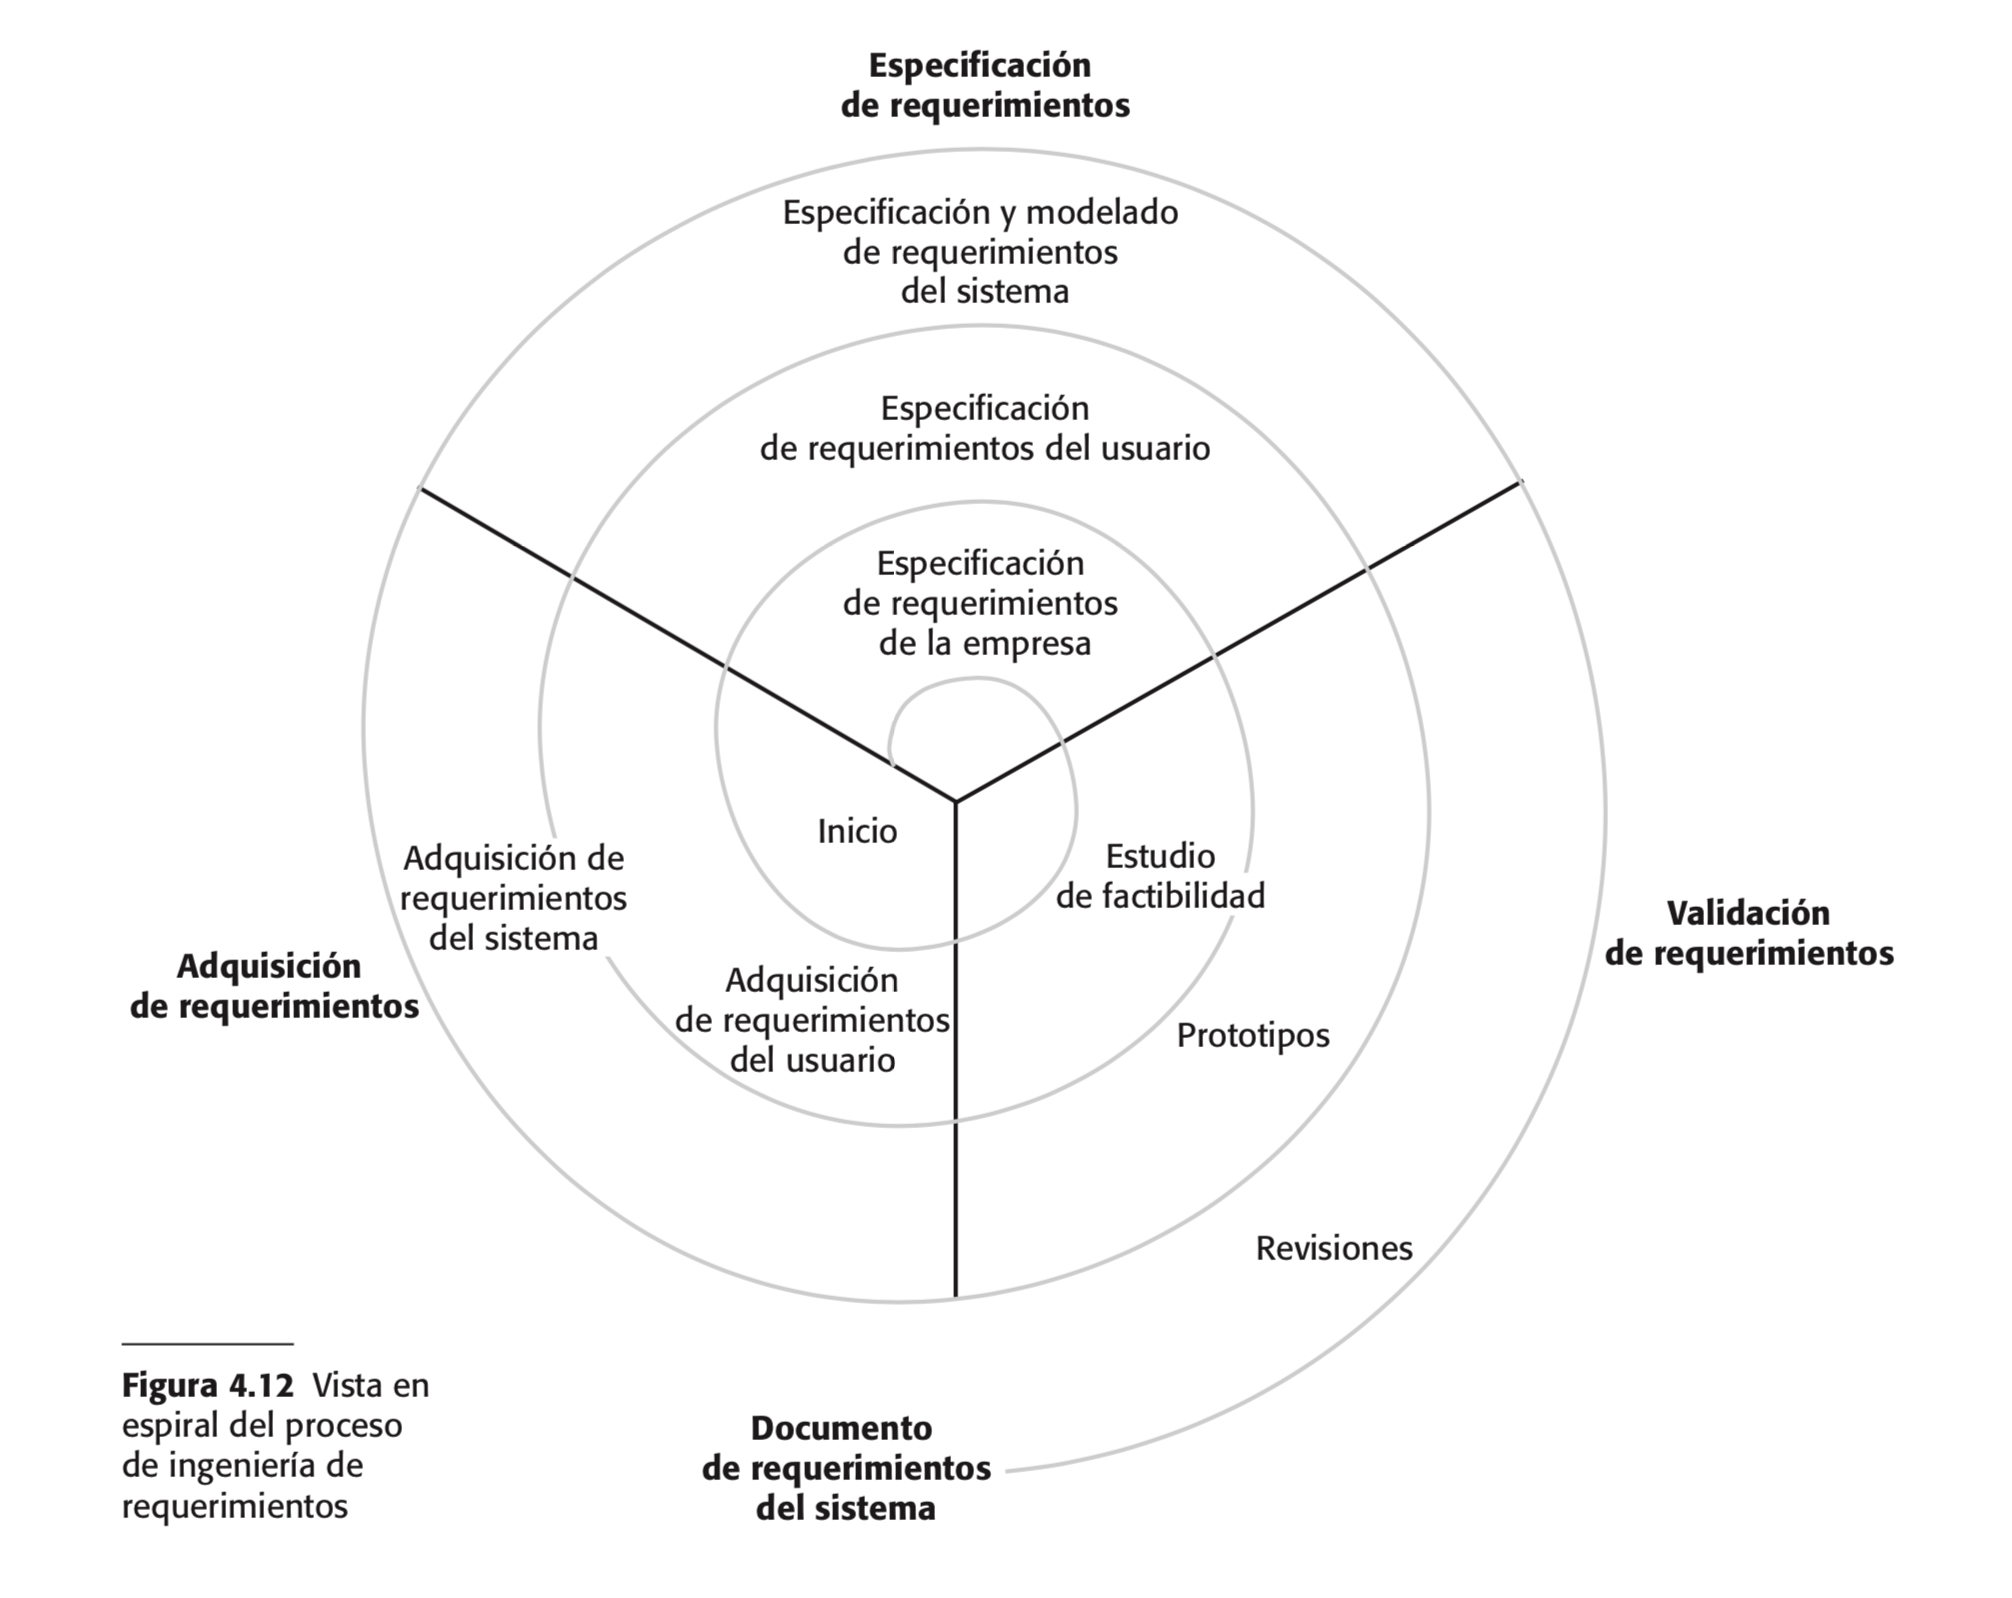 Especificación
de requerimientos
Especificación y modelado
de requerimientos
del sistema
Especificación
de requerimientos del usuario
Especificación
de requerimientos
de la empresa
Inicio
Estudio
de factibilidad
Adquisición de
requerimientos
del sistema
Adquisición
de requerimientos
Validación
de requerimientos
Adquisición
de requerimientos
del usuario
Prototipos
Revisiones
Figura 4.12 Vista en
espiral del proceso
de ingeniería de
requerimientos
Documento
de requerimientos
del sistema